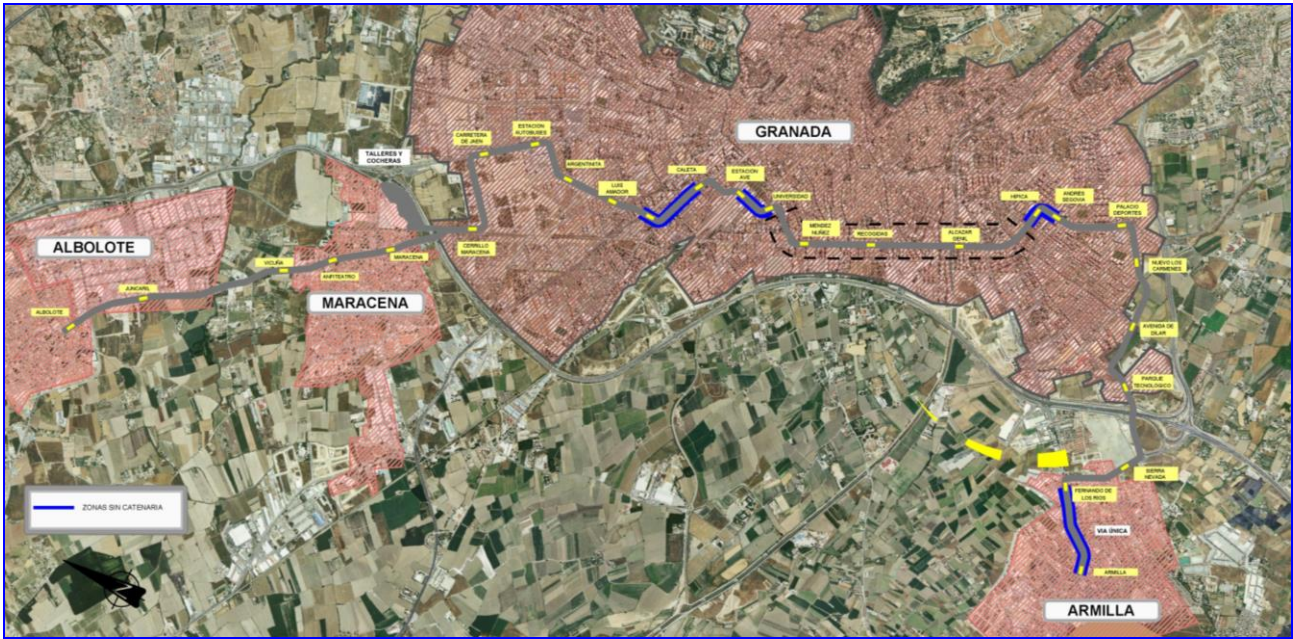 GRANADA
ESTACION
AUTOBUSES
CARRETERA
DE JAEN
TALLERES Y
COCHERAS
ARGENTINITA
LUIS
AMADOR
CALETA
ESTACIÓN
AVE
UNIVERSIDAD
HIPICA
ANDRES
SEGOVIA
PALACIO
DEPORTES
MENDEZ
NUÑEZ
RECOGIDAS
ALCAZAR
GENIL
ALBOLOTE
CERRILLO
MARACENA
MARACENA
VICUÑA
ANFITEATRO
NUEVO LOS
CARMENES
JUNCARIL
MARACENA
ALBOLOTE
AVENIDA DE
DILAR
PARQUE
TECNOLOGICO
SIERRA
NEVADA
FERNANDO DE
LOS RIOS
ZONAS SIN CATENARIA
VIA ÚNICA
ARMILLA
ARMILLA